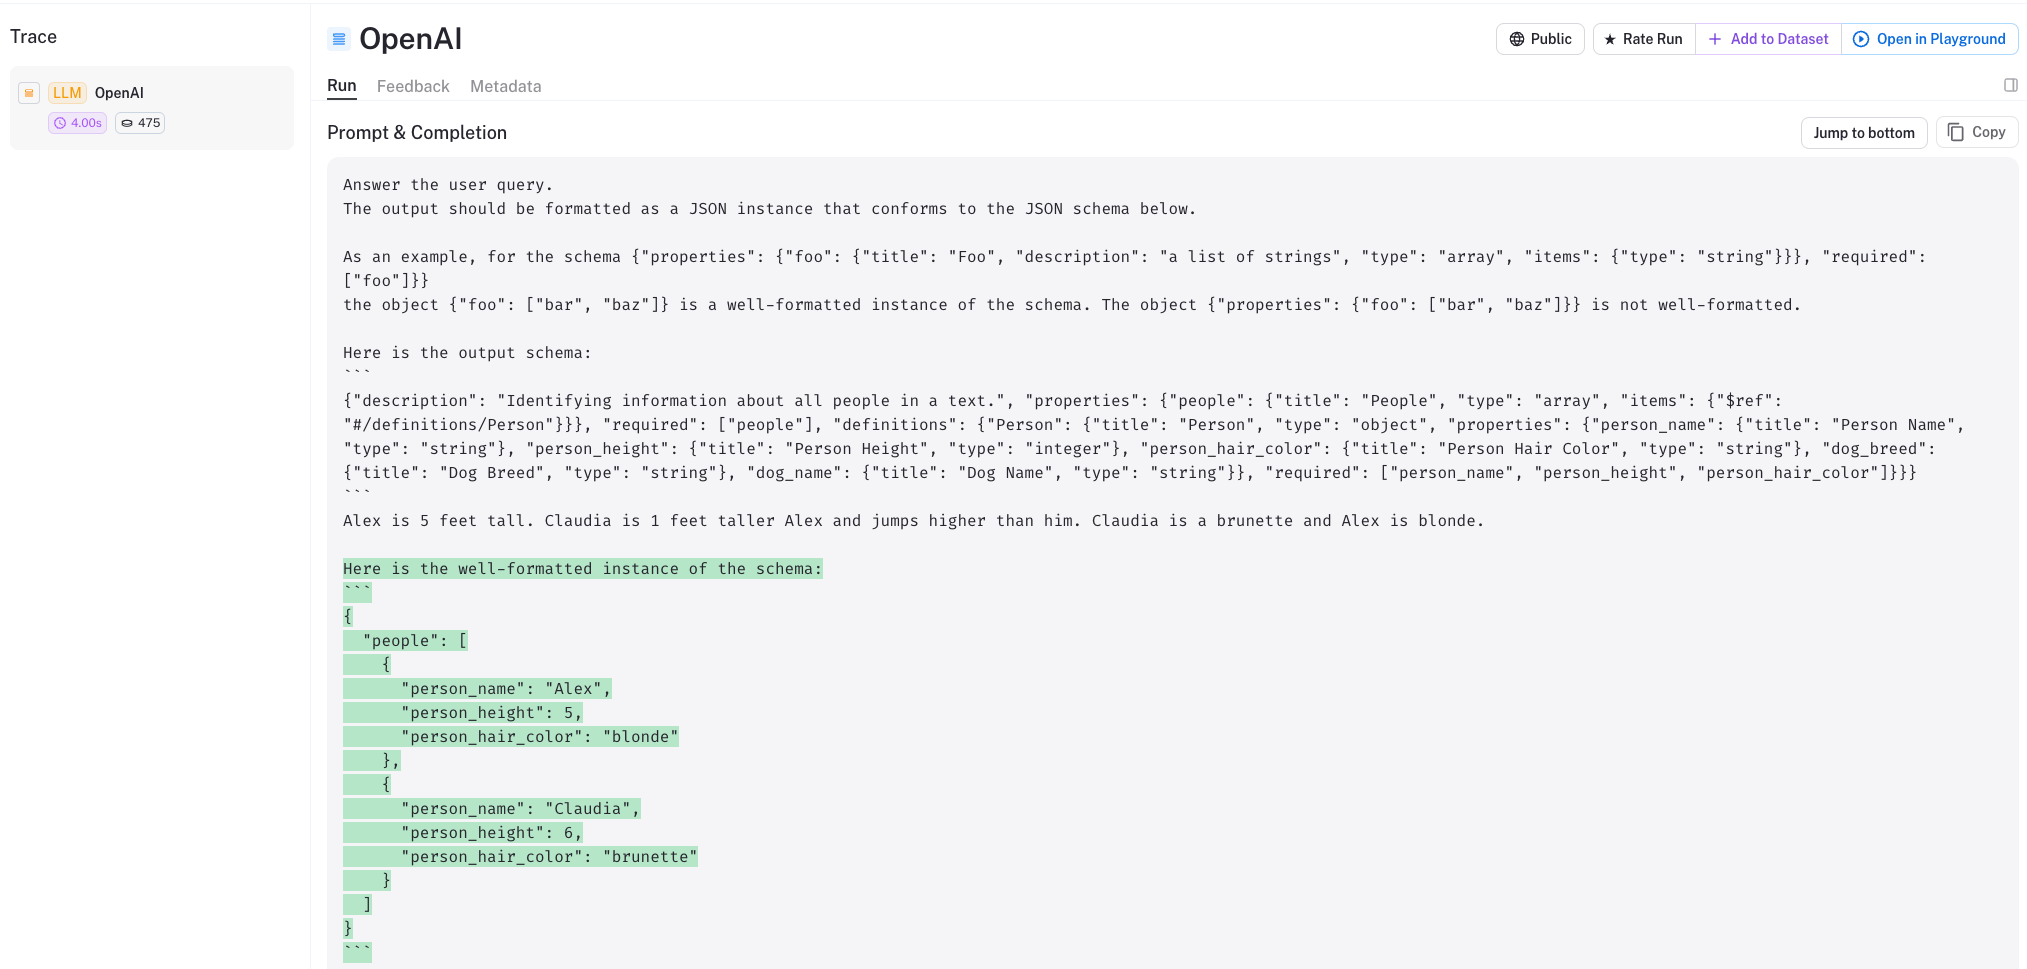 Trace
LLM OpenAI
4.00s 475
OpenAI
Public
Rate Run
Add to Dataset
Open in Playground
Run Feedback Metadata
Prompt & Completion
Jump to bottom
Copy
Answer the user query.
The output should be formatted as a JSON instance that conforms to the JSON schema below.
As an example, for the schema {"properties": {"foo": {"title": "Foo", "description": "a list of strings", "type": "array", "items": {"type": "string"}}}, "required":
["foo"]}}
the object {"foo": ["bar", "baz"]} is a well-formatted instance of the schema. The object {"properties": {"foo": ["bar", "baz"]}} is not well-formatted.
Here is the output schema:
```
{"description": "Identifying information about all people in a text.", "properties": {"people": {"title": "People", "type": "array", "items": {"$ref":
"#/definitions/Person"}}}, "required": ["people"], "definitions": {"Person": {"title": "Person", "type": "object", "properties": {"person_name": {"title": "Person Name",
"type": "string"}, "person_height": {"title": "Person Height", "type": "integer"}, "person_hair_color": {"title": "Person Hair Color", "type": "string"}, "dog_breed":
{"title": "Dog Breed", "type": "string"}, "dog_name": {"title": "Dog Name", "type": "string"}}, "required": ["person_name", "person_height", "person_hair_color"]}}}
```
Alex is 5 feet tall. Claudia is 1 feet taller Alex and jumps higher than him. Claudia is a brunette and Alex is blonde.
Here is the well-formatted instance of the schema:
```
{
  "people": [
    {
      "person_name": "Alex",
      "person_height": 5,
      "person_hair_color": "blonde"
    },
    {
      "person_name": "Claudia",
      "person_height": 6,
      "person_hair_color": "brunette"
    }
  ]
}
```